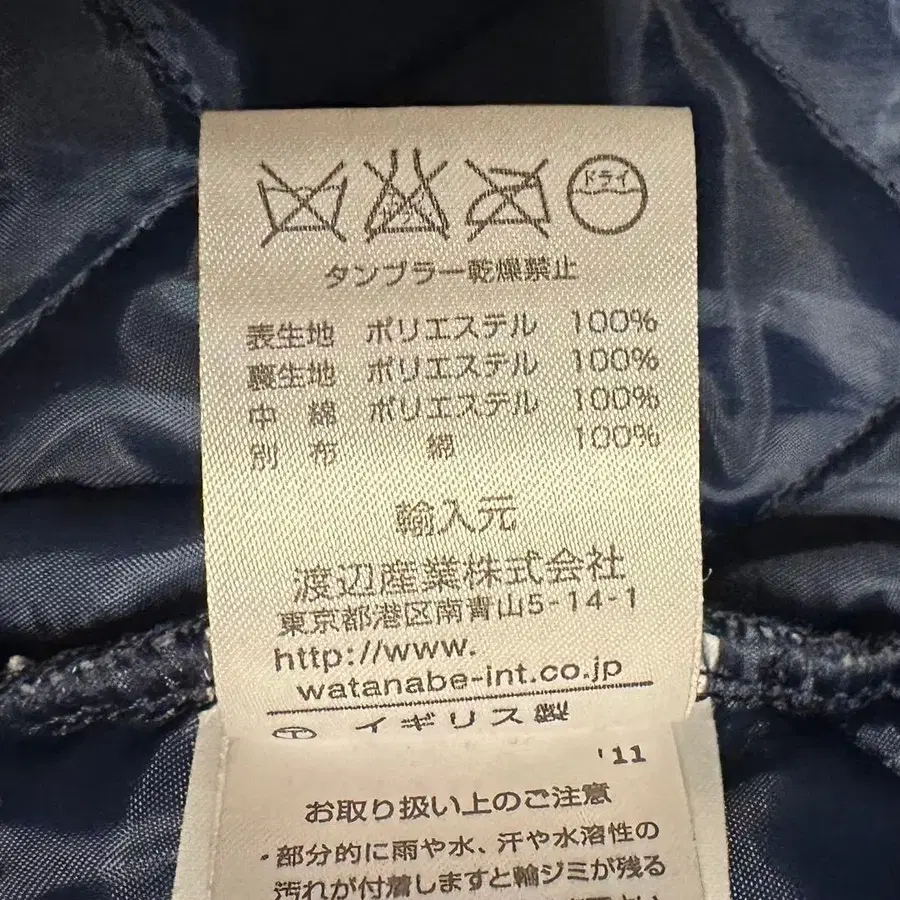 ドライ
タンブラー乾燥禁止
表生地 ポリエステル 100%
裏生地 ポリエステル 100%
中綿 ポリエステル 100%
別布 綿 100%
輸入元
渡辺産業株式会社
東京都港区南青山5-14-1
http://www.
watanabe-int.co.jp
イギリス製
'11
お取り扱い上のご注意
・部分的に雨や水、汗や水溶性の
汚れが付着しますと輪ジミが残る